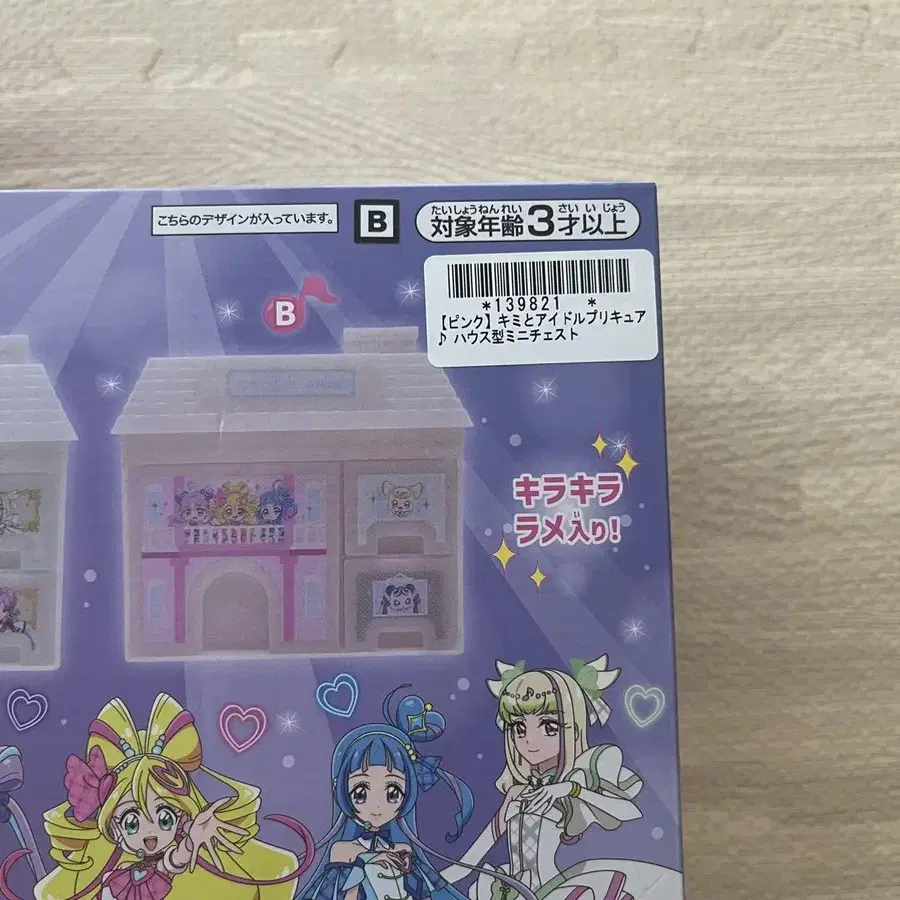 こちらのデザインが入っています。
B
たいしょうねんれい さいいじょう
対象年齢3才以上
*139821 *
【ピンク】キミとアイドルプリキュア
♪ ハウス型ミニチェスト
B
キラキラ
い
ラメ入り!